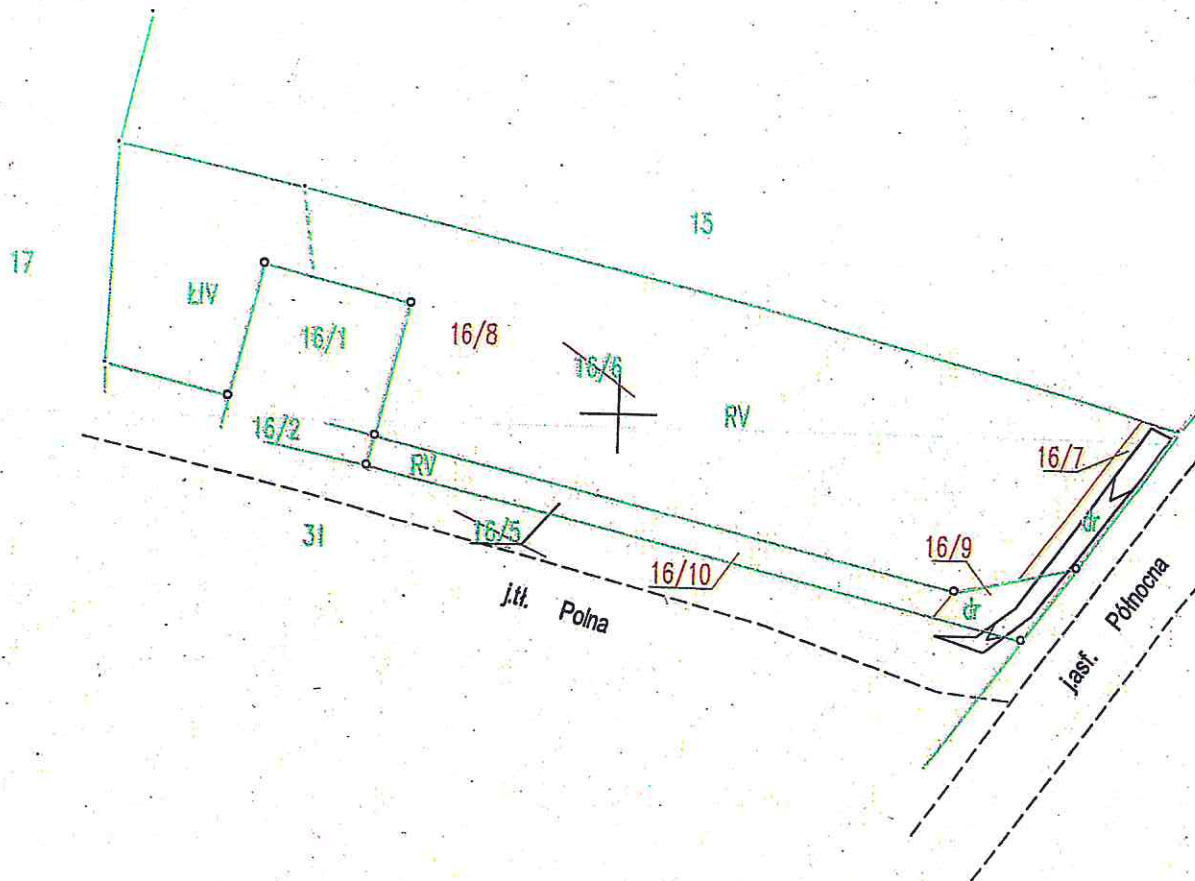 15
17
ŁIV
16/1
16/8
16/6
RV
16/2
RV
16/7
dr
31
16/5
16/9
16/10
dr
j.tł. Polna
j.asf. Północna